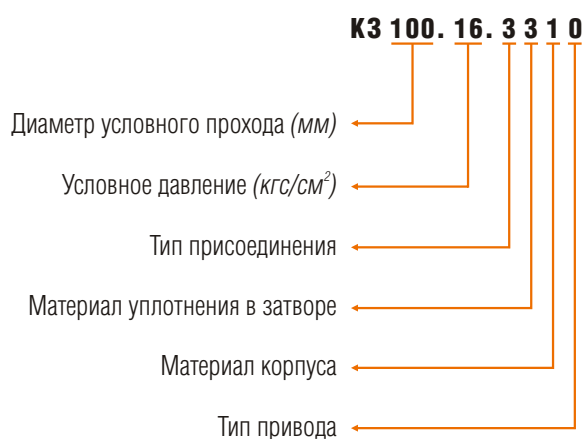 КЗ 100. 16. 3 3 1 0
Диаметр условного прохода (мм)
Условное давление (кгс/см²)
Тип присоединения
Материал уплотнения в затворе
Материал корпуса
Тип привода